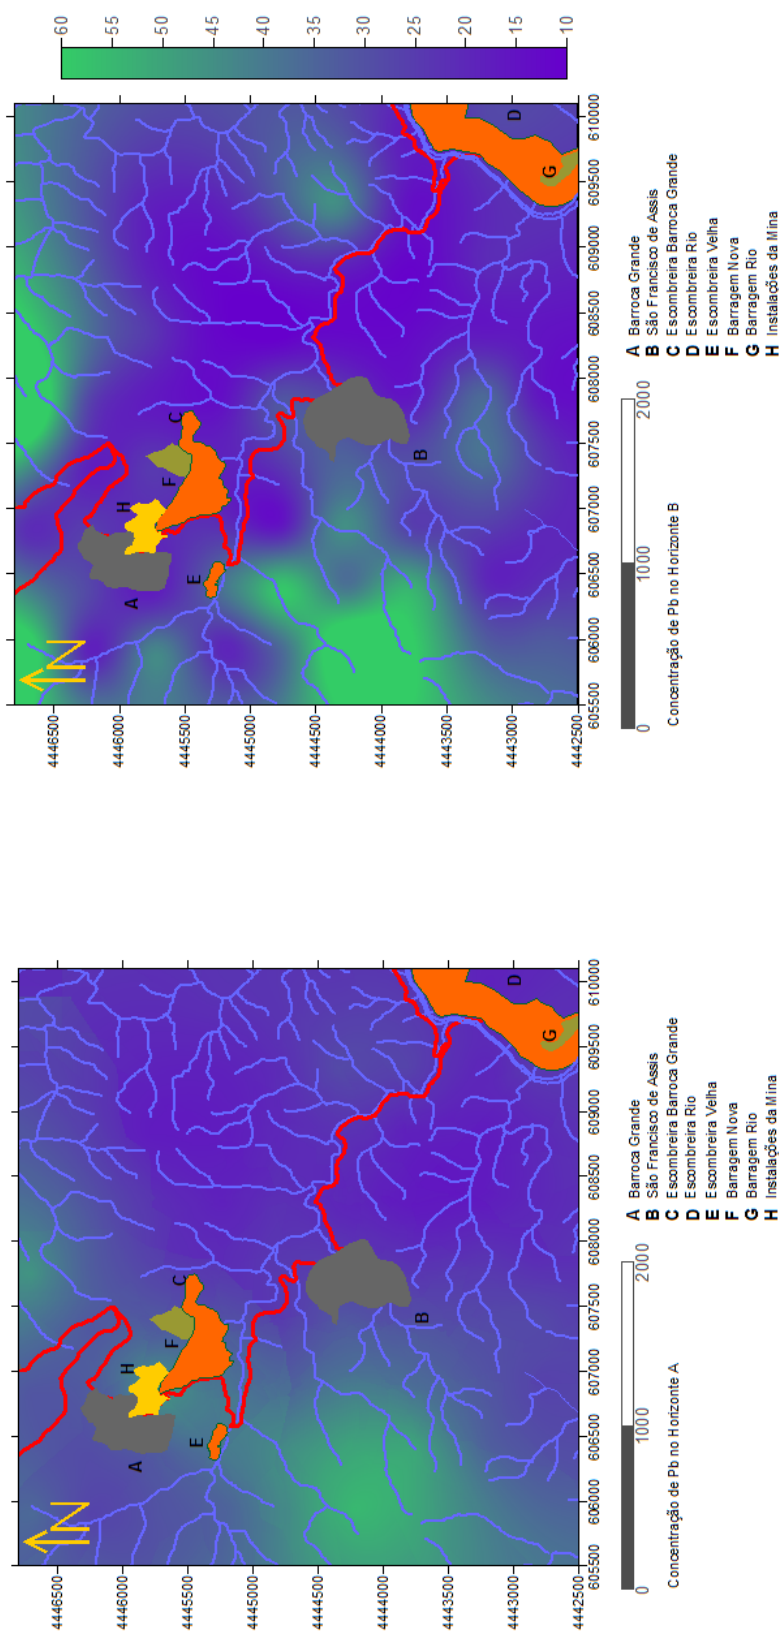 60
55
50
45
40
35
30
25
20
15
10
N
A
B
C
D
E
F
G
H
4446500
4446000
4445500
4445000
4444500
4444000
4443500
4443000
4442500
605500
606000
606500
607000
607500
608000
608500
609000
609500
610000
0
1000
2000
Concentração de Pb no Horizonte B
A Barroca Grande
B São Francisco de Assis
C Escombreira Barroca Grande
D Escombreira Rio
E Escombreira Velha
F Barragem Nova
G Barragem Rio
H Instalações da Mina
N
A
B
C
D
E
F
G
H
4446500
4446000
4445500
4445000
4444500
4444000
4443500
4443000
4442500
605500
606000
606500
607000
607500
608000
608500
609000
609500
610000
0
1000
2000
Concentração de Pb no Horizonte A
A Barroca Grande
B São Francisco de Assis
C Escombreira Barroca Grande
D Escombreira Rio
E Escombreira Velha
F Barragem Nova
G Barragem Rio
H Instalações da Mina